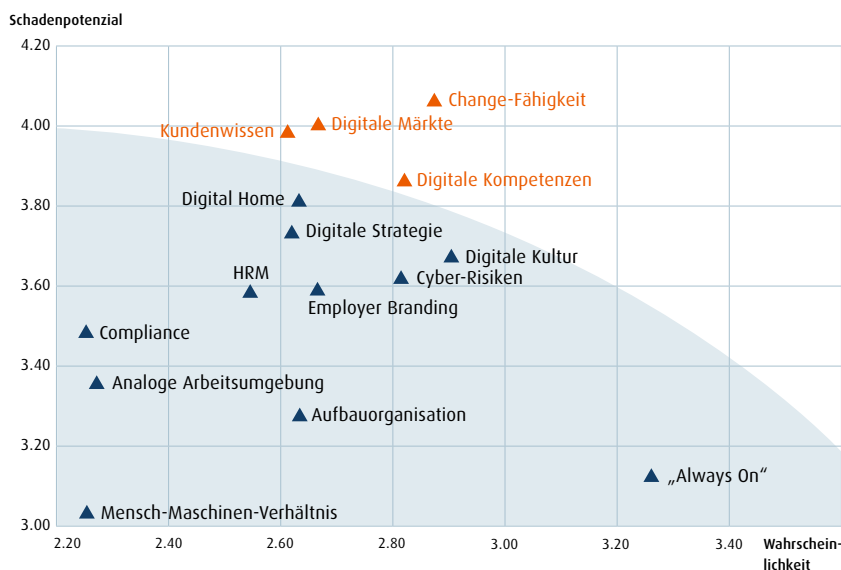 Schadenpotenzial
4.20
Change-Fähigkeit
4.00
Kundenwissen
Digitale Märkte
Digitale Kompetenzen
3.80
Digital Home
Digitale Strategie
Digitale Kultur
HRM
Cyber-Risiken
3.60
Employer Branding
Compliance
3.40
Analoge Arbeitsumgebung
Aufbauorganisation
3.20
„Always On“
Mensch-Maschinen-Verhältnis
3.00
2.20 2.40 2.60 2.80 3.00 3.20 3.40 Wahrschein-
lichkeit